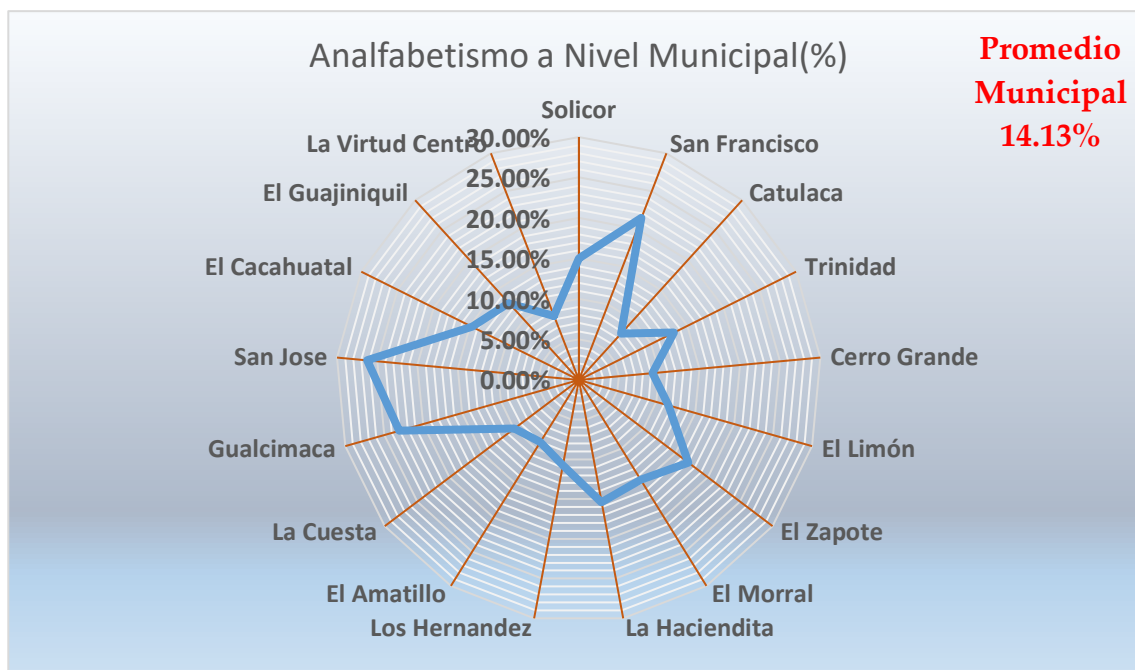 Analfabetismo a Nivel Municipal(%)
Promedio
Municipal
14.13%
Solicor
San Francisco
Catulaca
Trinidad
Cerro Grande
El Limón
El Zapote
El Morral
La Haciendita
Los Hernandez
El Amatillo
La Cuesta
Gualcimaca
San Jose
El Cacahuatal
El Guajiniquil
La Virtud Centro
30.00%
25.00%
20.00%
15.00%
10.00%
5.00%
0.00%